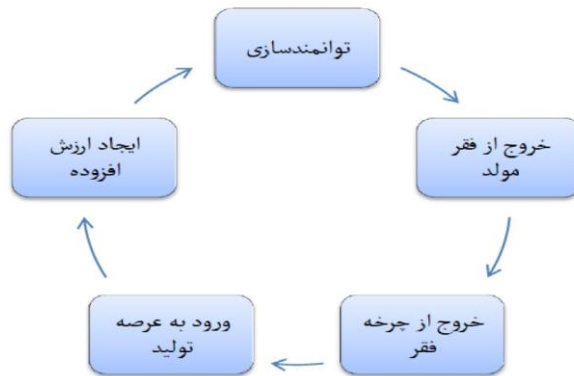 توانمندسازی
خروج از فقر
مولد
خروج از چرخه
فقر
ورود به عرصه
تولید
ایجاد ارزش
افزوده